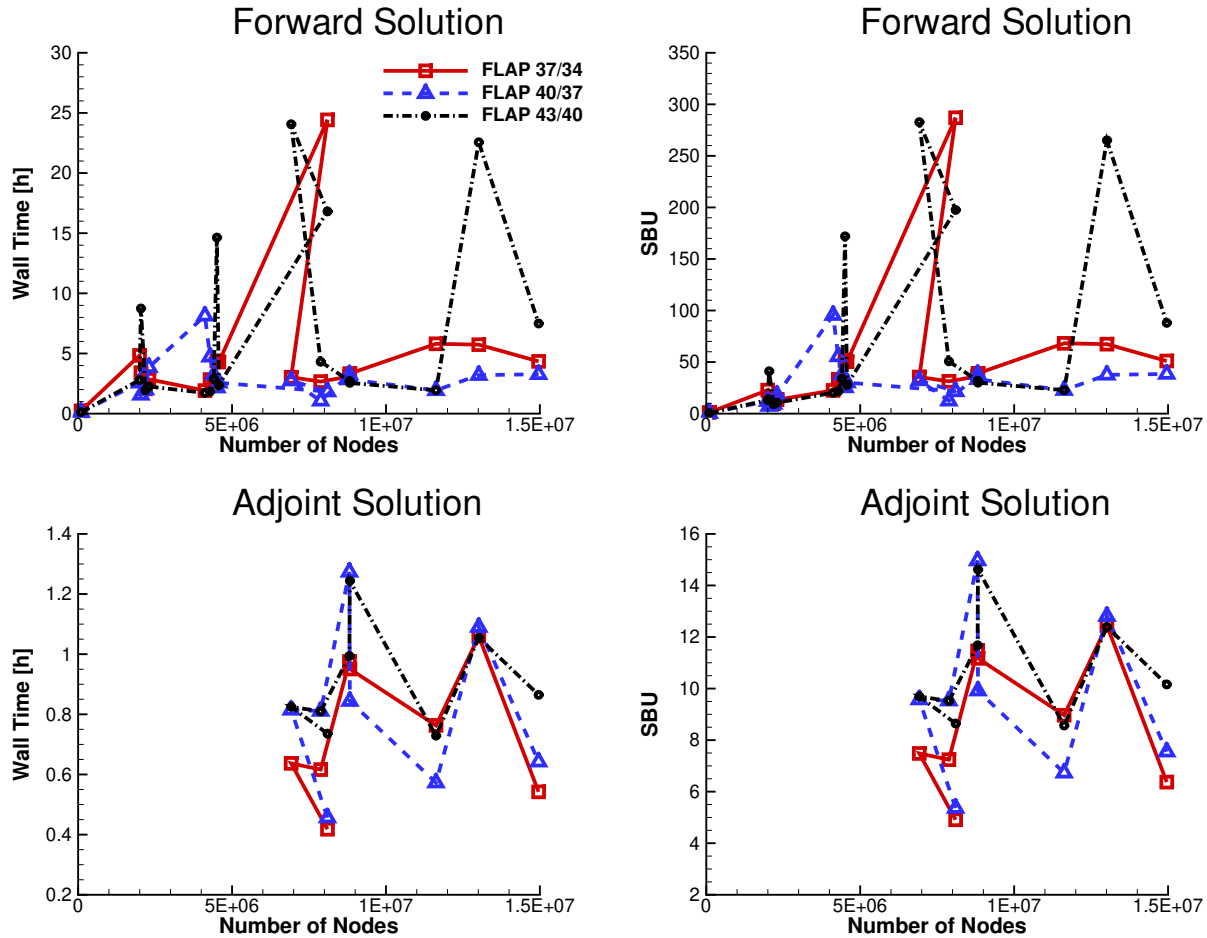 Forward Solution
30
25
20
15
10
5
0
Wall Time [h]
FLAP 37/34
FLAP 40/37
FLAP 43/40
0
5E+06
1E+07
1.5E+07
Number of Nodes
Forward Solution
350
300
250
200
150
100
50
0
SBU
0
5E+06
1E+07
1.5E+07
Number of Nodes
Adjoint Solution
1.4
1.2
1
0.8
0.6
0.4
0.2
Wall Time [h]
0
5E+06
1E+07
1.5E+07
Number of Nodes
Adjoint Solution
16
14
12
10
8
6
4
2
SBU
0
5E+06
1E+07
1.5E+07
Number of Nodes